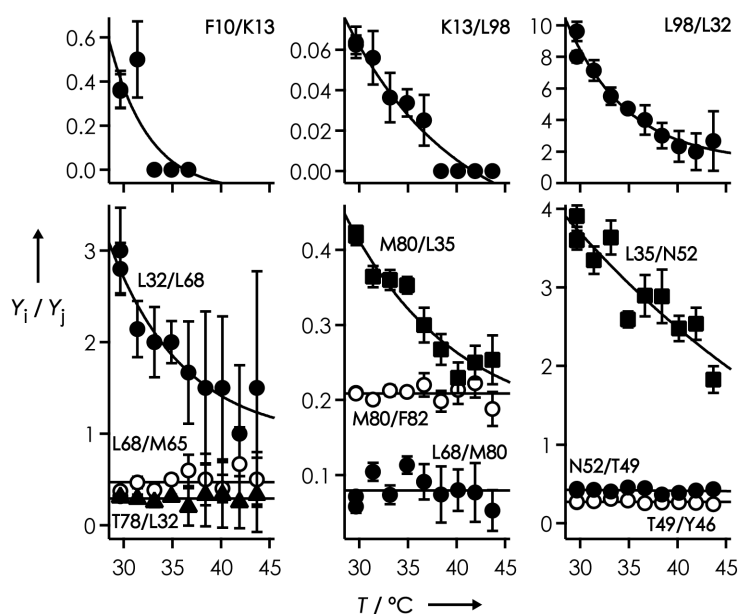 F10/K13
K13/L98
L98/L32
0.6
0.4
0.2
0.0
0.06
0.04
0.02
0.00
10
8
6
4
2
0
Yi / Yj
3
2
1
0
L32/L68
L68/M65
T78/L32
0.4
0.3
0.2
0.1
M80/L35
M80/F82
L68/M80
4
3
2
1
0
L35/N52
N52/T49
T49/Y46
30 35 40 45
30 35 40 45
30 35 40 45
T / ºC